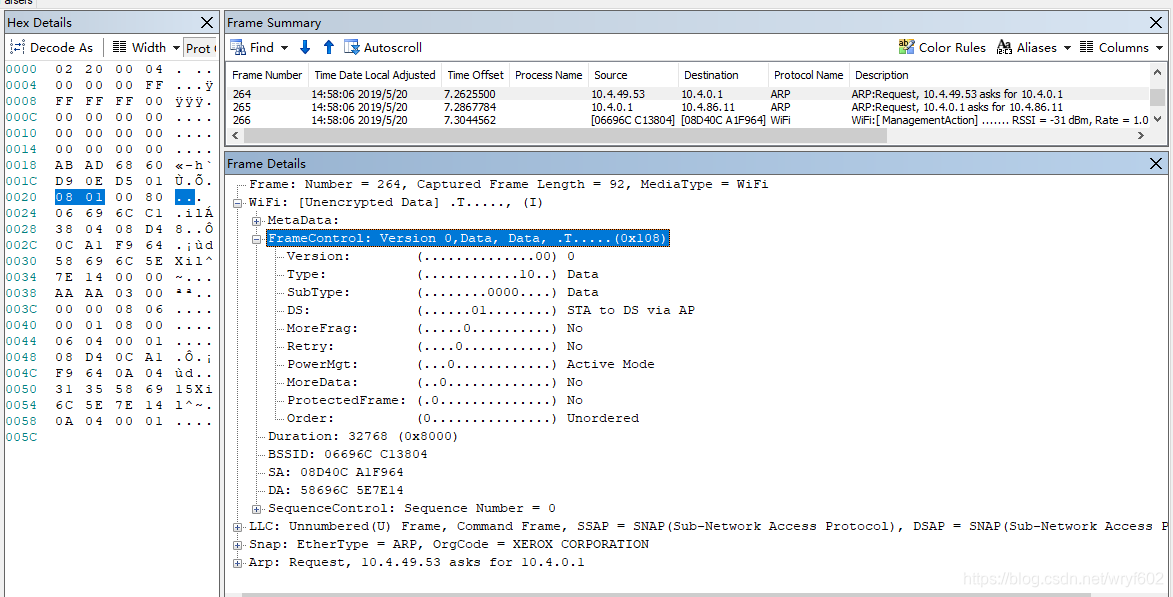 arsers
Hex Details
Decode As Width Prot
0000 02 20 00 04 . ..
0004 00 00 00 FF ...ÿ
0008 FF FF FF 00 ÿÿÿ.
000C 00 00 00 00 ....
0010 00 00 00 00 ....
0014 00 00 00 00 ....
0018 AB AD 68 60 «-h`
001C D9 0E D5 01 Ù.Õ.
0020 08 01 00 80 ...
0024 06 69 6C C1 .ilÁ
0028 38 04 08 D4 8..Ô
002C 0C A1 F9 64 .¡ùd
0030 58 69 6C 5E Xil^
0034 7E 14 00 00 ~...
0038 AA AA 03 00 ªª..
003C 00 00 08 06 ....
0040 00 01 08 00 ....
0044 06 04 00 01 ....
0048 08 D4 0C A1 .Ô.¡
004C F9 64 0A 04 ùd..
0050 31 35 58 69 15Xi
0054 6C 5E 7E 14 l^~.
0058 0A 04 00 01 ....
005C
Frame Summary
Find Autoscroll Color Rules Aliases Columns
Frame Number Time Date Local Adjusted Time Offset Process Name Source Destination Protocol Name Description
264 14:58:06 2019/5/20 7.2625500 10.4.49.53 10.4.0.1 ARP ARP:Request, 10.4.49.53 asks for 10.4.0.1
265 14:58:06 2019/5/20 7.2867784 10.4.0.1 10.4.86.11 ARP ARP:Request, 10.4.0.1 asks for 10.4.86.11
266 14:58:06 2019/5/20 7.3044562 [06696C C13804] [08D40C A1F964] WiFi WiFi:[ ManagementAction] ....... RSSI = -31 dBm, Rate = 1.0
Frame Details
Frame: Number = 264, Captured Frame Length = 92, MediaType = WiFi
WiFi: [Unencrypted Data] .T....., (I)
MetaData:
FrameControl: Version 0,Data, Data, .T.....(0x108)
Version: (..............00) 0
Type: (............10..) Data
SubType: (........0000....) Data
DS: (......01........) STA to DS via AP
MoreFrag: (.....0..........) No
Retry: (....0...........) No
PowerMgt: (...0............) Active Mode
MoreData: (..0.............) No
ProtectedFrame: (.0..............) No
Order: (0...............) Unordered
Duration: 32768 (0x8000)
BSSID: 06696C C13804
SA: 08D40C A1F964
DA: 58696C 5E7E14
SequenceControl: Sequence Number = 0
LLC: Unnumbered(U) Frame, Command Frame, SSAP = SNAP(Sub-Network Access Protocol), DSAP = SNAP(Sub-Network Access P
Snap: EtherType = ARP, OrgCode = XEROX CORPORATION
Arp: Request, 10.4.49.53 asks for 10.4.0.1
https://blog.csdn.net/wryf602